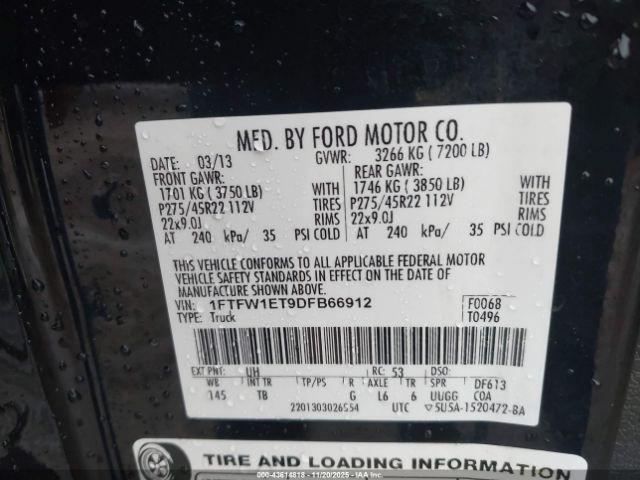 MFD. BY FORD MOTOR CO.
DATE: 03/13 GVWR: 3266 KG ( 7200 LB)
FRONT GAWR: REAR GAWR:
1701 KG ( 3750 LB) WITH 1746 KG ( 3850 LB) WITH
P275/45R22 112V TIRES P275/45R22 112V TIRES
22x9.0J RIMS 22x9.0J RIMS
AT 240 kPa/ 35 PSI COLD AT 240 kPa/ 35 PSI COLD
THIS VEHICLE CONFORMS TO ALL APPLICABLE FEDERAL MOTOR
VEHICLE SAFETY STANDARDS IN EFFECT ON THE DATE OF
MANUFACTURE SHOWN ABOVE.
VIN: 1FTFW1ET9DFB66912 F0068
TYPE: Truck T0496
EXT PNT: UH RC: 53 DSO:
WB INT TR TP/PS R AXLE TR SPR DF613
145 TB G L6 6 UUGG COA
2201303026554 UTC ▽5U5A-1520472-BA
TIRE AND LOADING INFORMATION
000-43614818 - 11/20/2025 - IAAI.COM